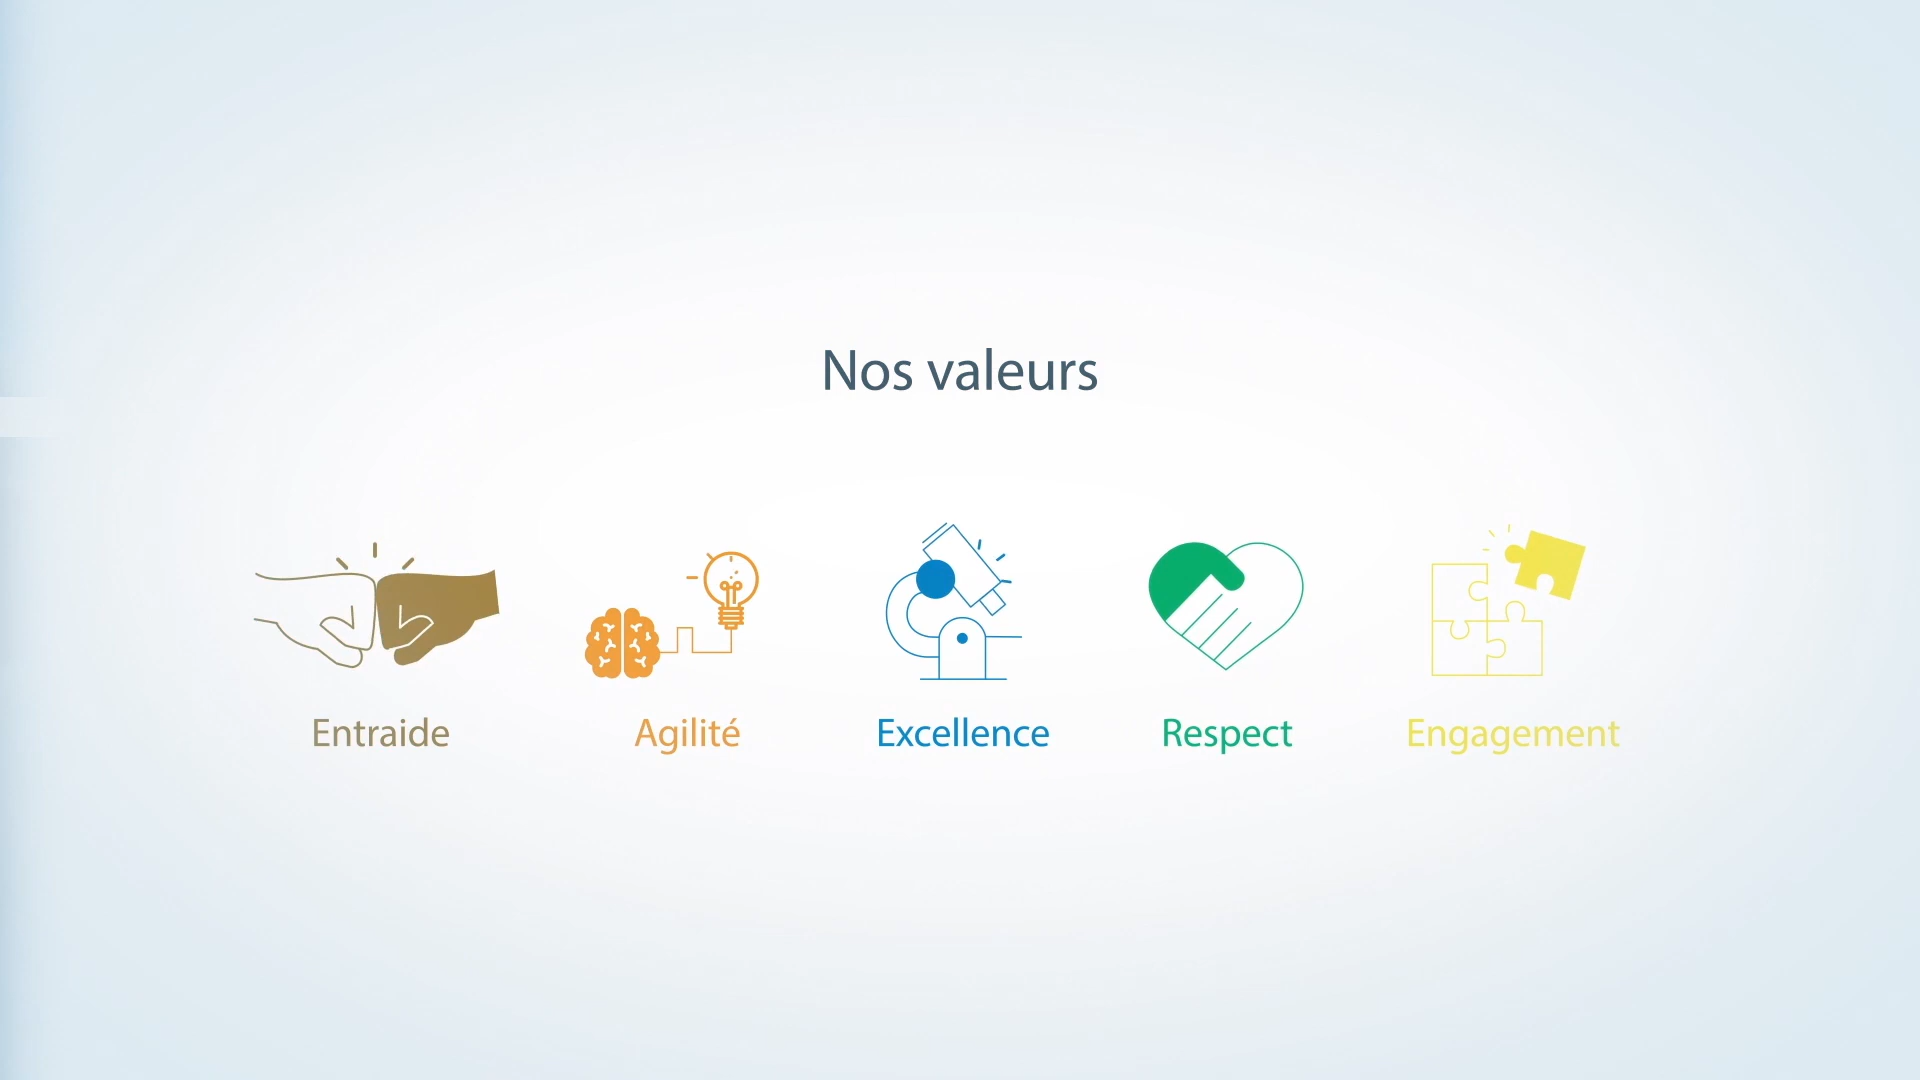 Nos valeurs
Entraide
Agilité
Excellence
Respect
Engagement